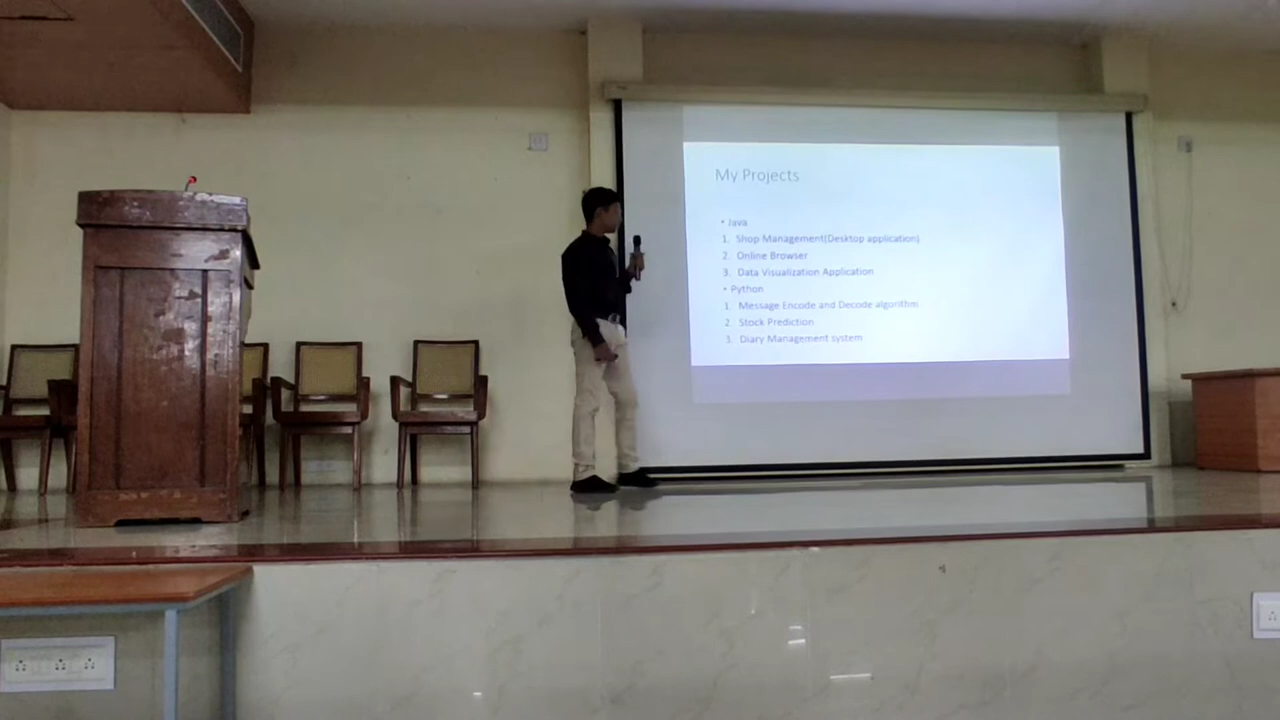 My Projects
• Java
1. Shop Management(Desktop application)
2. Online Browser
3. Data Visualization Application
• Python
1. Message Encode and Decode algorithm
2. Stock Prediction
3. Diary Management system